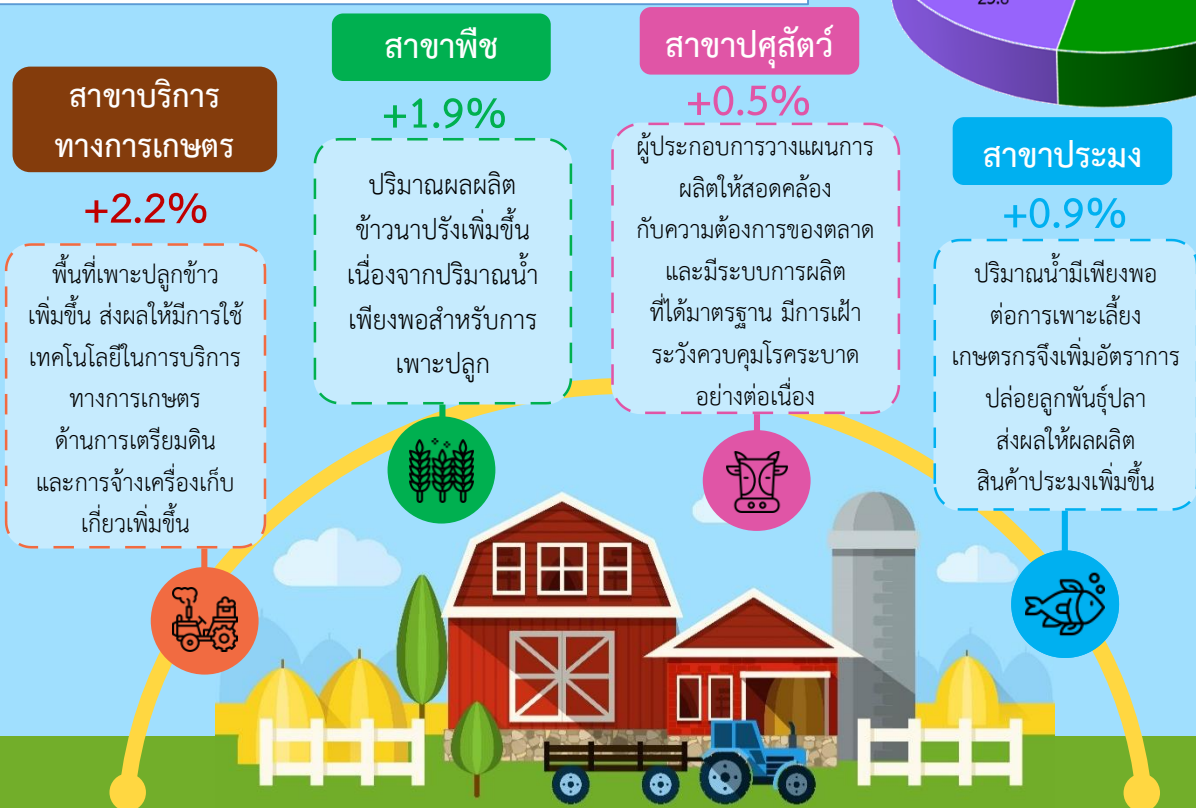 สาขาบริการ
ทางการเกษตร
+2.2%
พื้นที่เพาะปลูกข้าว
เพิ่มขึ้น ส่งผลให้มีการใช้
เทคโนโลยีในการบริการ
ทางการเกษตร
ด้านการเตรียมดิน
และการจ้างเครื่องเก็บ
เกี่ยวเพิ่มขึ้น
สาขาพืช
+1.9%
ปริมาณผลผลิต
ข้าวนาปรังเพิ่มขึ้น
เนื่องจากปริมาณน้ำ
เพียงพอสำหรับการ
เพาะปลูก
สาขาปศุสัตว์
+0.5%
ผู้ประกอบการวางแผนการ
ผลิตให้สอดคล้อง
กับความต้องการของตลาด
และมีระบบการผลิต
ที่ได้มาตรฐาน มีการเฝ้า
ระวังควบคุมโรคระบาด
อย่างต่อเนื่อง
สาขาประมง
+0.9%
ปริมาณน้ำมีเพียงพอ
ต่อการเพาะเลี้ยง
เกษตรกรจึงเพิ่มอัตราการ
ปล่อยลูกพันธุ์ปลา
ส่งผลให้ผลผลิต
สินค้าประมงเพิ่มขึ้น